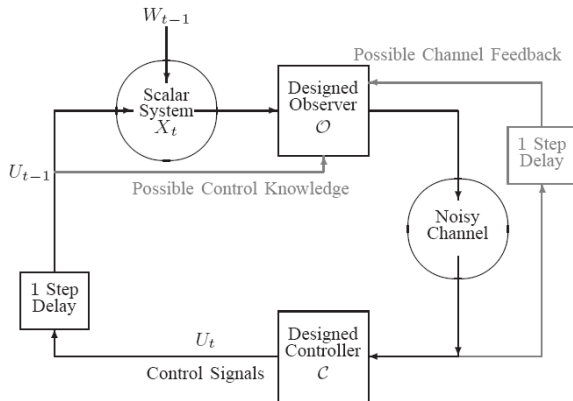 W_{t-1}
Possible Channel Feedback
Scalar
System
X_t
Designed
Observer
𝒪
1 Step
Delay
U_{t-1}
Possible Control Knowledge
Noisy
Channel
1 Step
Delay
U_t
Control Signals
Designed
Controller
𝒞